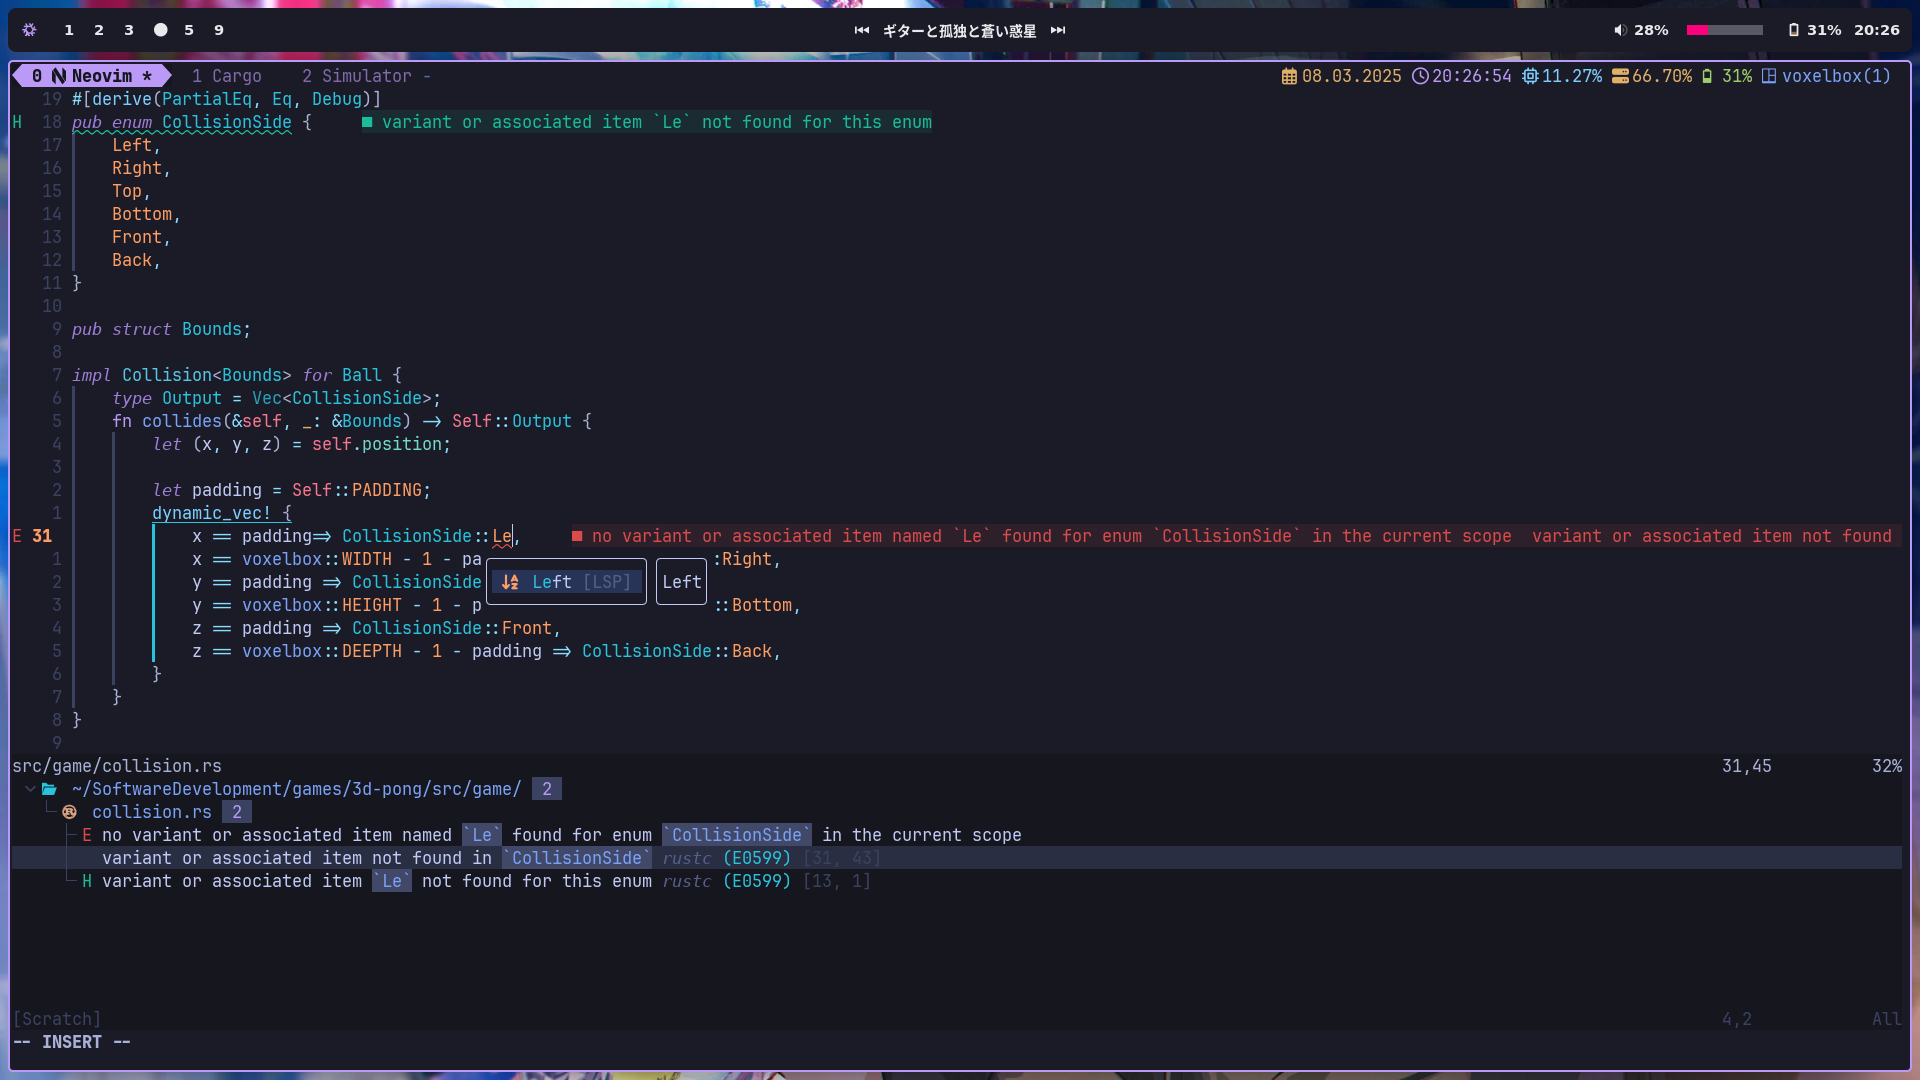 1 2 3 5 9 ギターと孤独と蒼い惑星 28% 31% 20:26
0 Neovim * 1 Cargo 2 Simulator - 08.03.2025 20:26:54 11.27% 66.70% 31% voxelbox(1)
19 #[derive(PartialEq, Eq, Debug)]
H 18 pub enum CollisionSide { ■ variant or associated item `Le` not found for this enum
17 Left,
16 Right,
15 Top,
14 Bottom,
13 Front,
12 Back,
11 }
10
9 pub struct Bounds;
8
7 impl Collision<Bounds> for Ball {
6 type Output = Vec<CollisionSide>;
5 fn collides(&self, _: &Bounds) -> Self::Output {
4 let (x, y, z) = self.position;
3
2 let padding = Self::PADDING;
1 dynamic_vec! {
E 31 x == padding=> CollisionSide::Le, ■ no variant or associated item named `Le` found for enum `CollisionSide` in the current scope variant or associated item not found
1 x == voxelbox::WIDTH - 1 - pa :Right,
2 y == padding => CollisionSide Left [LSP] Left
3 y == voxelbox::HEIGHT - 1 - p ::Bottom,
4 z == padding => CollisionSide::Front,
5 z == voxelbox::DEEPTH - 1 - padding => CollisionSide::Back,
6 }
7 }
8 }
9
src/game/collision.rs 31,45 32%
~/SoftwareDevelopment/games/3d-pong/src/game/ 2
collision.rs 2
E no variant or associated item named `Le` found for enum `CollisionSide` in the current scope
variant or associated item not found in `CollisionSide` rustc (E0599) [31, 43]
H variant or associated item `Le` not found for this enum rustc (E0599) [13, 1]
[Scratch] 4,2 All
-- INSERT --